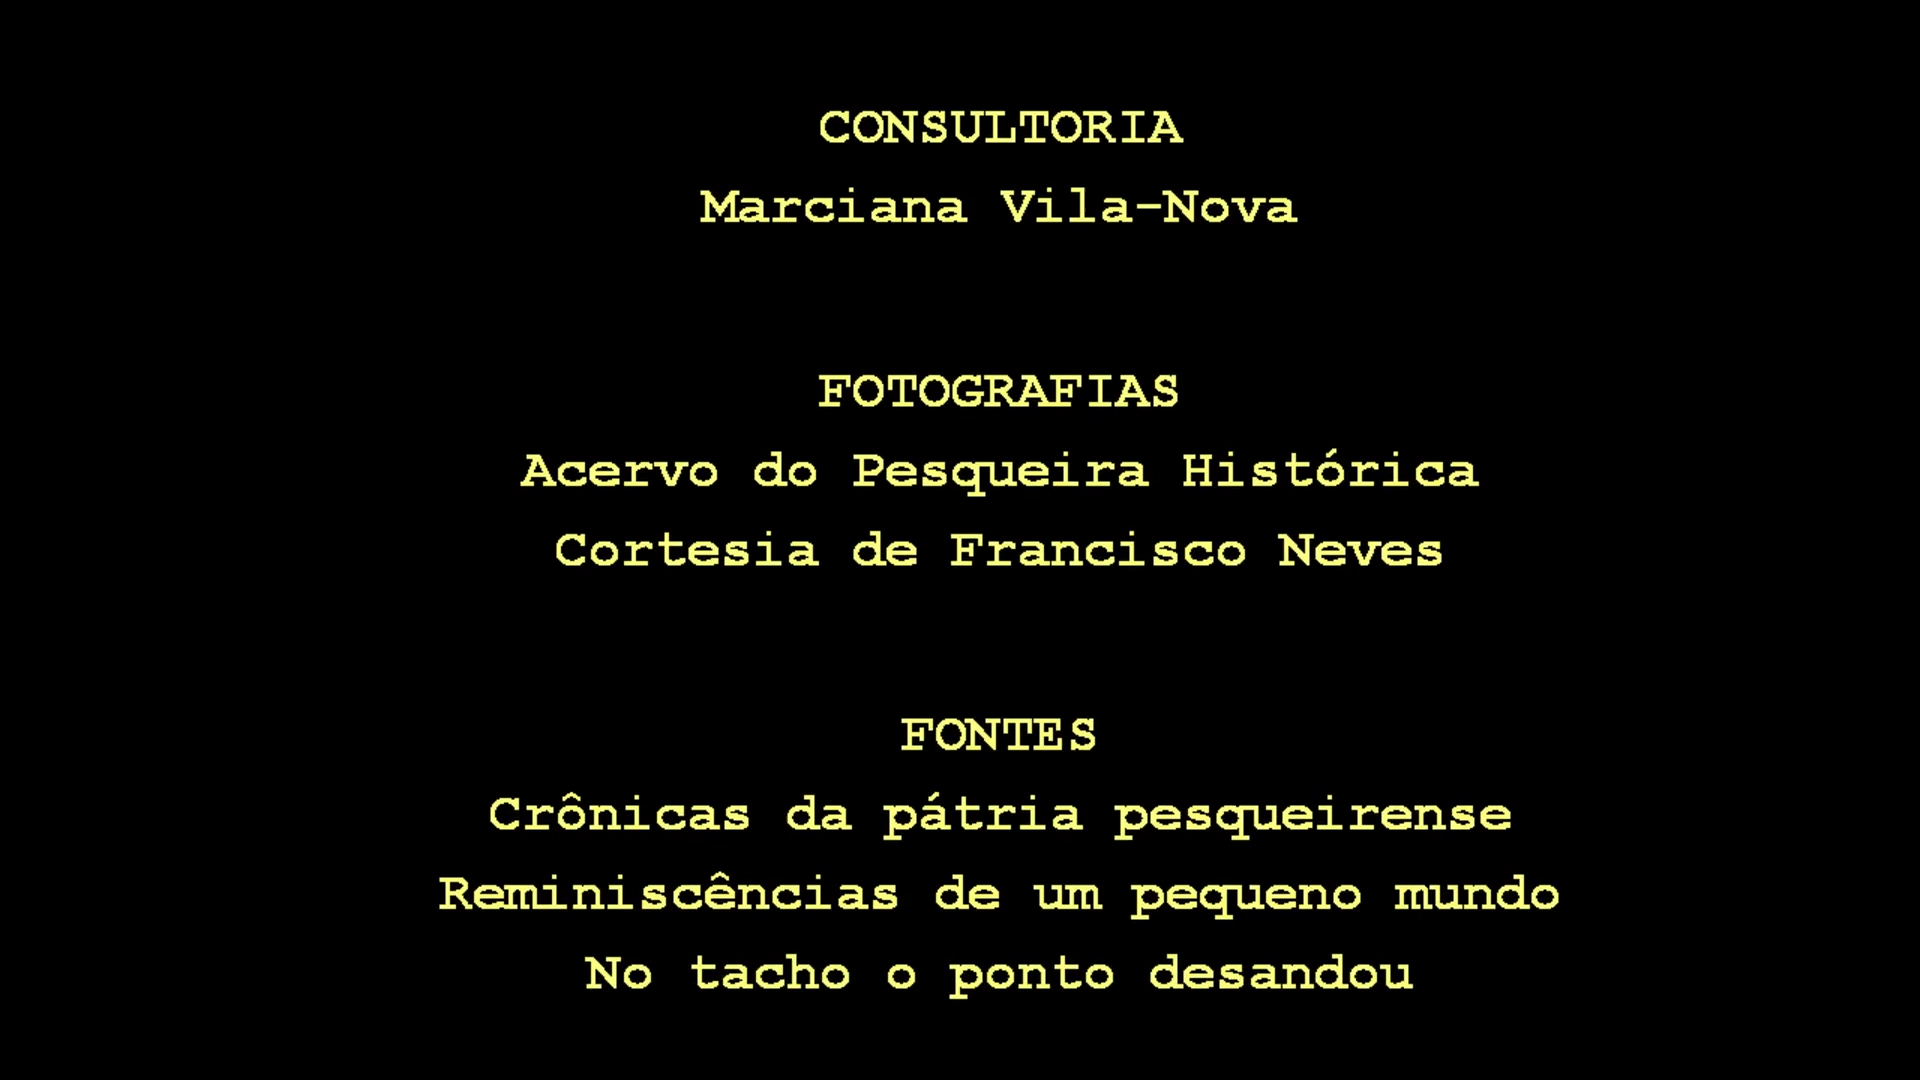 CONSULTORIA
Marciana Vila-Nova
FOTOGRAFIAS
Acervo do Pesqueira Histórica
Cortesia de Francisco Neves
FONTES
Crônicas da pátria pesqueirense
Reminiscências de um pequeno mundo
No tacho o ponto desandou